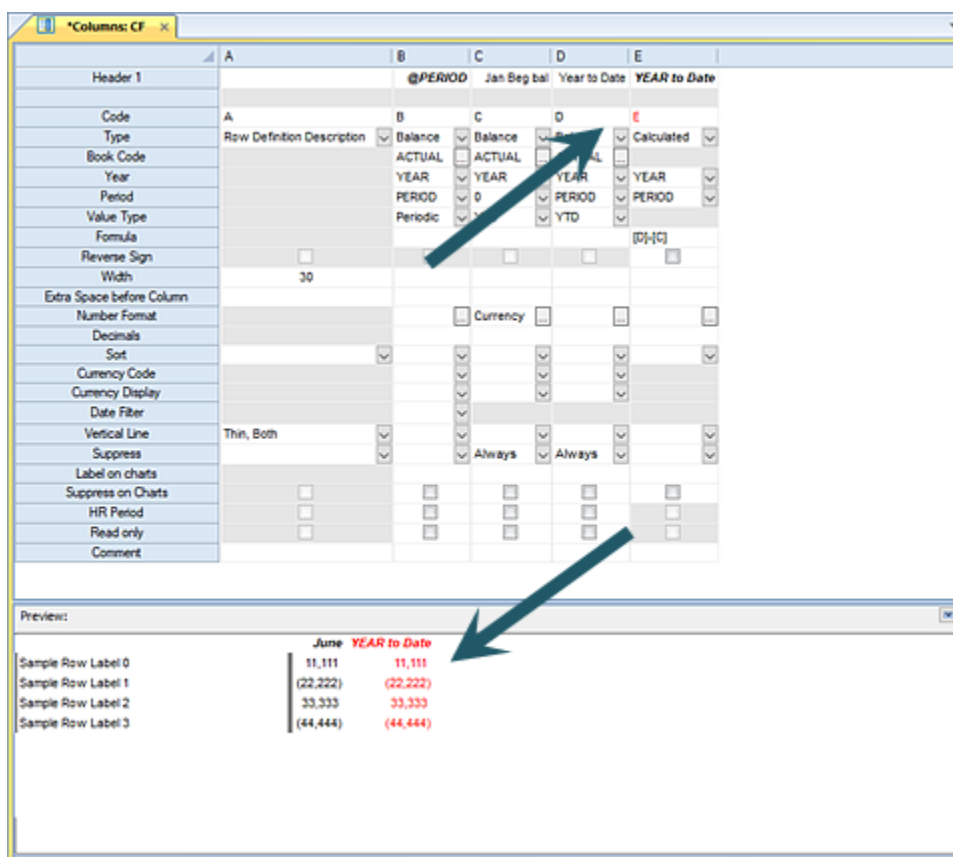 *Columns: CF ×
A B C D E
Header 1 @PERIOD Jan Beg bal Year to Date YEAR to Date
Code A B C D E
Type Row Definition Description Balance Balance Calculated
Book Code ACTUAL ACTUAL
Year YEAR YEAR YEAR YEAR
Period PERIOD 0 PERIOD PERIOD
Value Type Periodic YTD
Formula [D]-[C]
Reverse Sign
Width 30
Extra Space before Column
Number Format ... Currency ... ... ...
Decimals
Sort
Currency Code
Currency Display
Date Filter
Vertical Line Thin, Both
Suppress Always Always
Label on charts
Suppress on Charts
HR Period
Read only
Comment
Preview:
June YEAR to Date
Sample Row Label 0 11,111 11,111
Sample Row Label 1 (22,222) (22,222)
Sample Row Label 2 33,333 33,333
Sample Row Label 3 (44,444) (44,444)